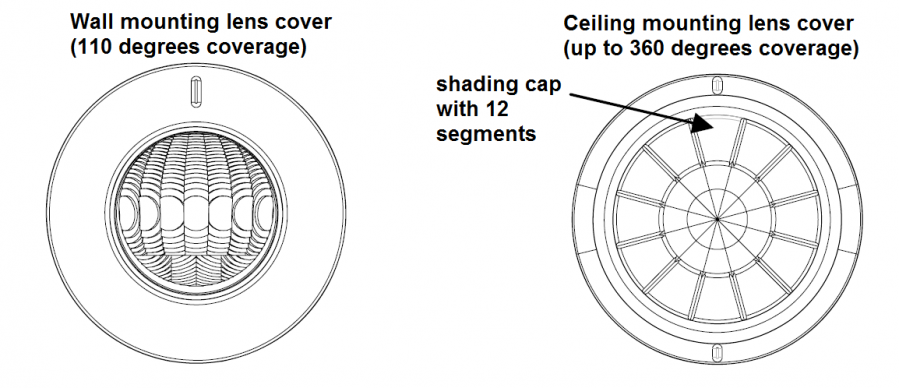 Wall mounting lens cover
(110 degrees coverage)
Ceiling mounting lens cover
(up to 360 degrees coverage)
shading cap
with 12
segments